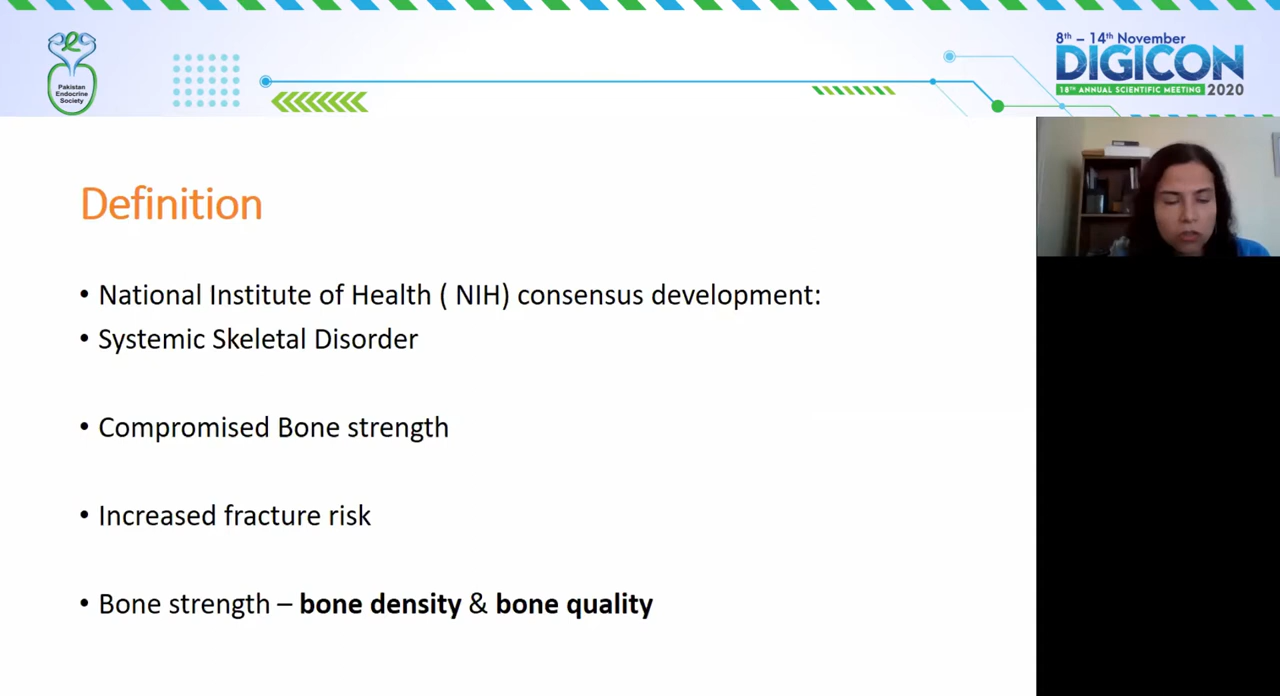 Pakistan
Endocrine
Society
8th – 14th November
DIGICON
18TH ANNUAL SCIENTIFIC MEETING 2020
Definition
• National Institute of Health ( NIH) consensus development:
• Systemic Skeletal Disorder
• Compromised Bone strength
• Increased fracture risk
• Bone strength – bone density & bone quality